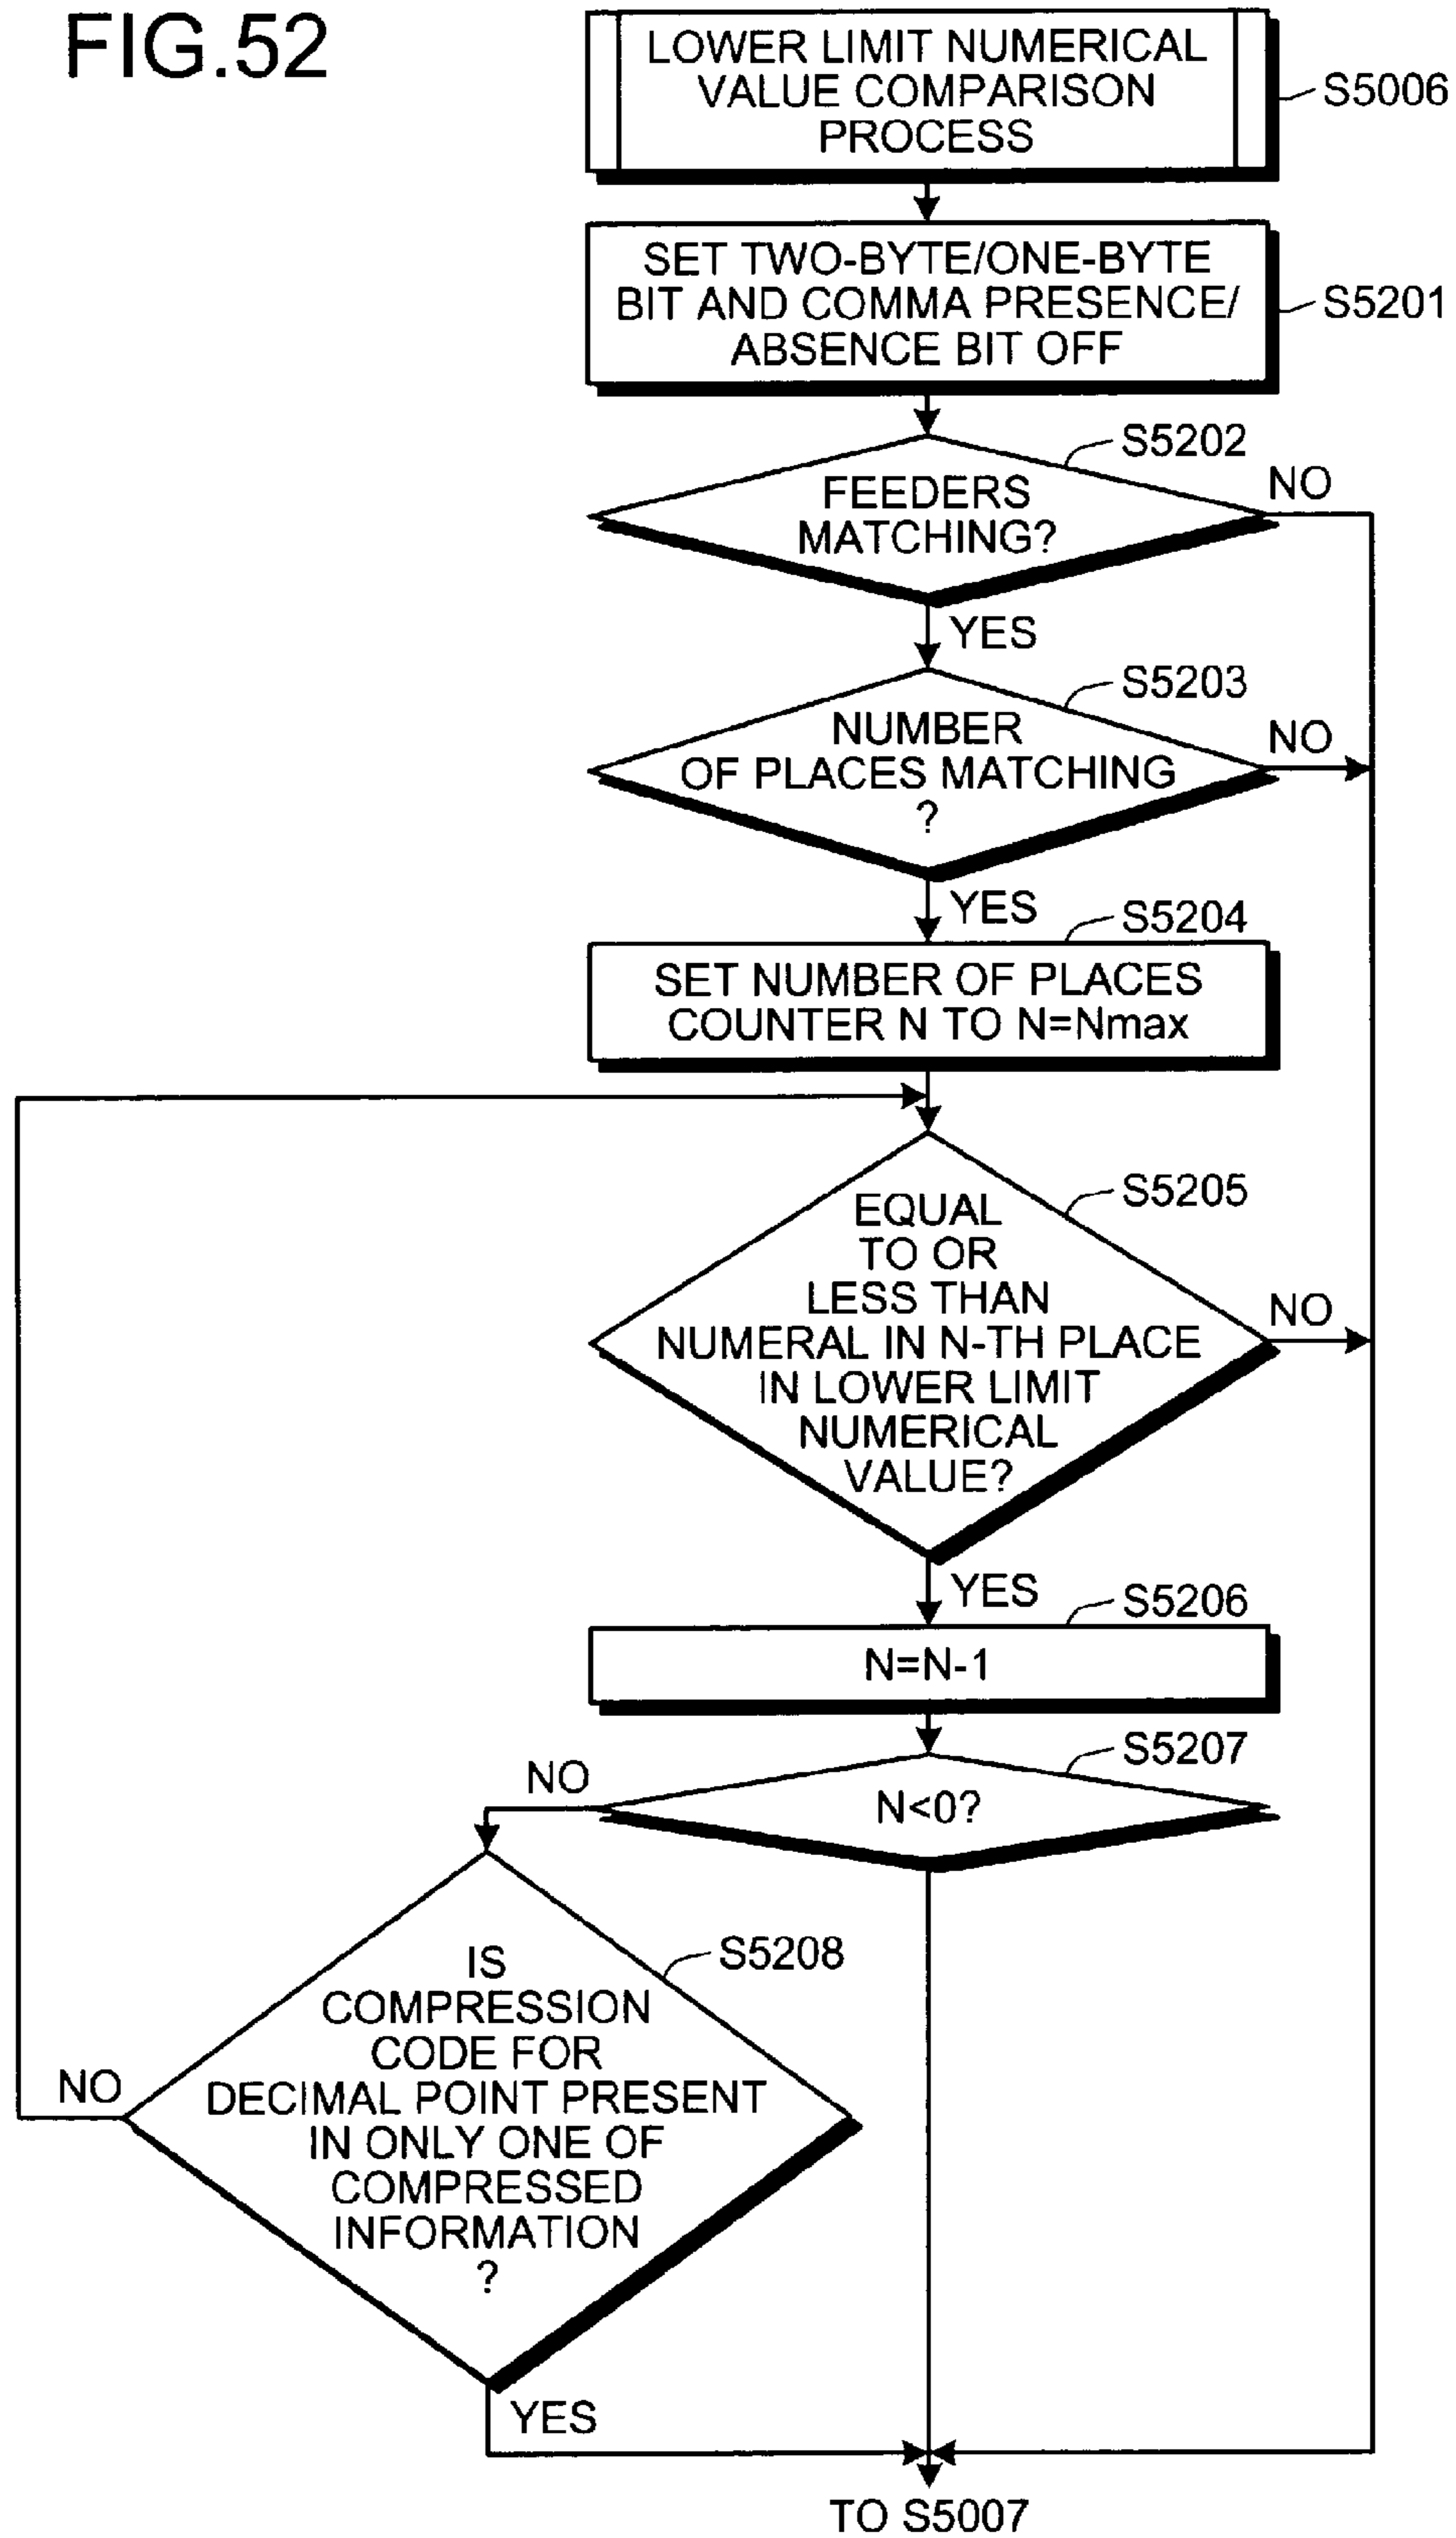 FIG.52
LOWER LIMIT NUMERICAL
VALUE COMPARISON
PROCESS
S5006
SET TWO-BYTE/ONE-BYTE
BIT AND COMMA PRESENCE/
ABSENCE BIT OFF
S5201
S5202
FEEDERS
MATCHING?
NO
YES
S5203
NUMBER
OF PLACES MATCHING
?
NO
YES
S5204
SET NUMBER OF PLACES
COUNTER N TO N=Nmax
S5205
EQUAL
TO OR
LESS THAN
NUMERAL IN N-TH PLACE
IN LOWER LIMIT
NUMERICAL
VALUE?
NO
YES
S5206
N=N-1
S5207
N<0?
NO
S5208
IS
COMPRESSION
CODE FOR
DECIMAL POINT PRESENT
IN ONLY ONE OF
COMPRESSED
INFORMATION
?
NO
YES
TO S5007